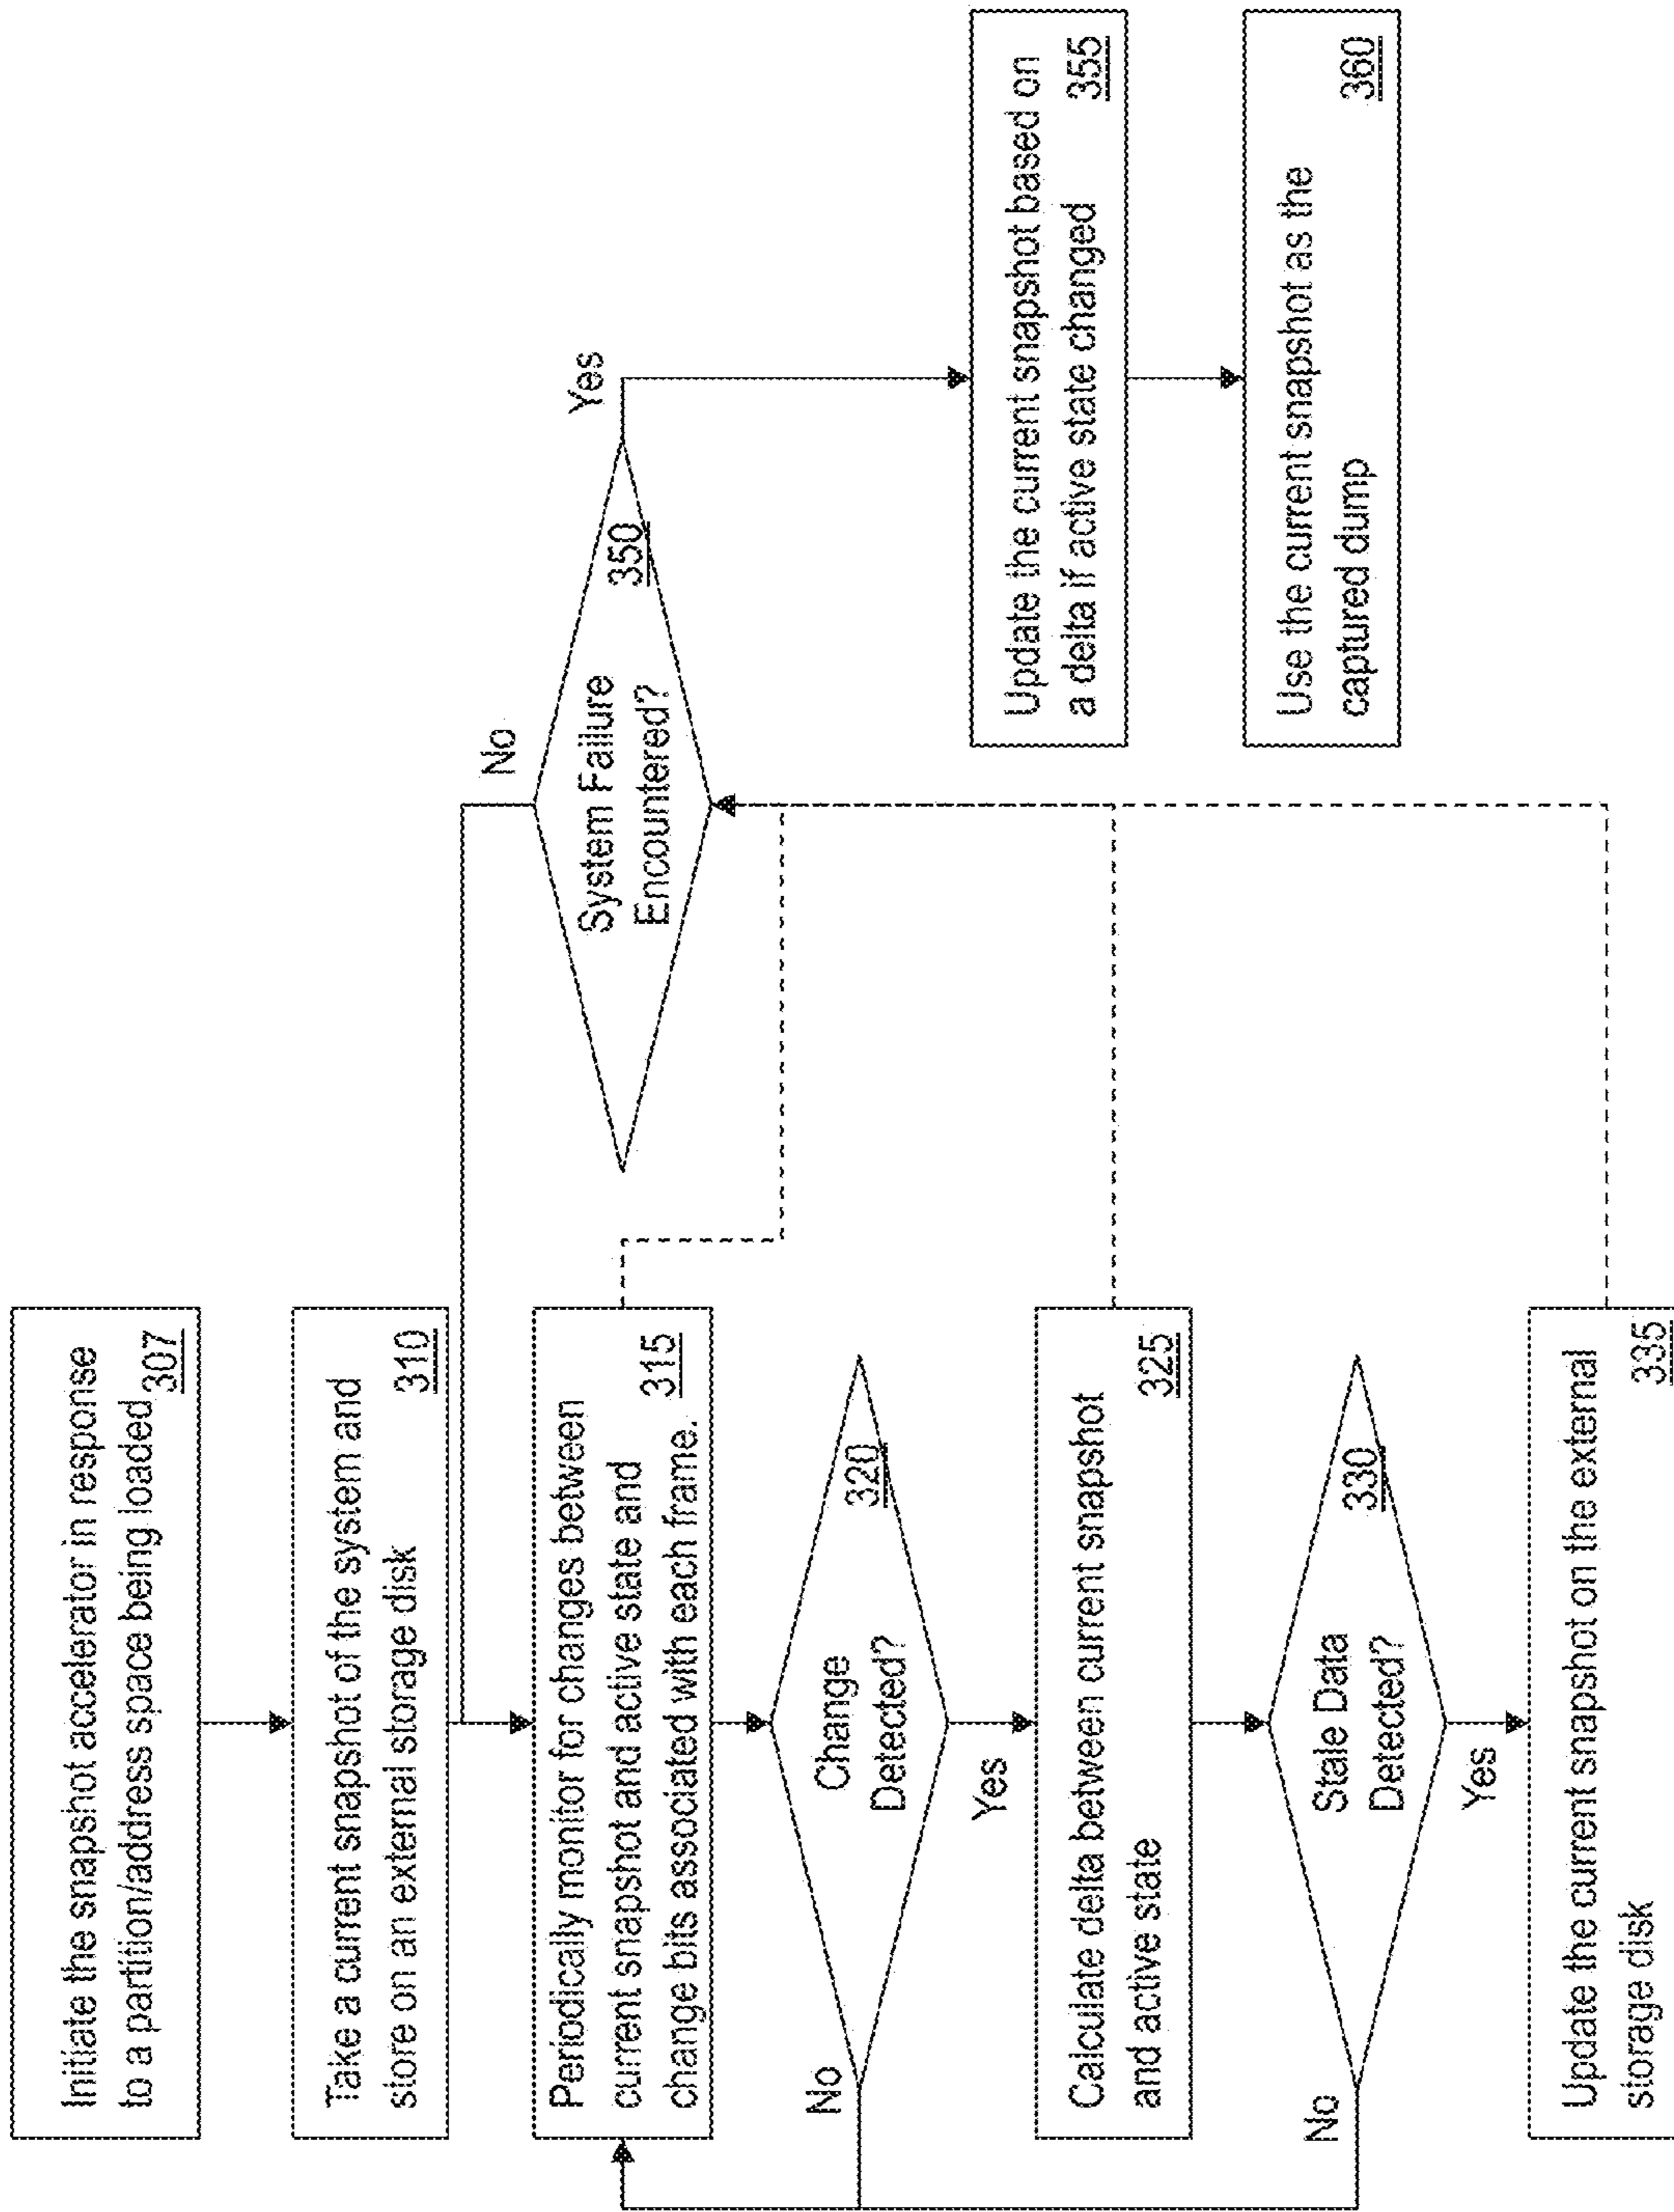 Initiate the snapshot accelerator in response
to a partition/address space being loaded 307
Take a current snapshot of the system and
store on an external storage disk 310
Periodically monitor for changes between
current snapshot and active state and 315
change bits associated with each frame.
Change
Detected?
320
No
Yes
Calculate delta between current snapshot
and active state 325
Stale Data
Detected?
330
No
Yes
Update the current snapshot on the external
storage disk 335
System Failure
Encountered?
350
No
Yes
Update the current snapshot based on
a delta if active state changed 355
Use the current snapshot as the
captured dump 360